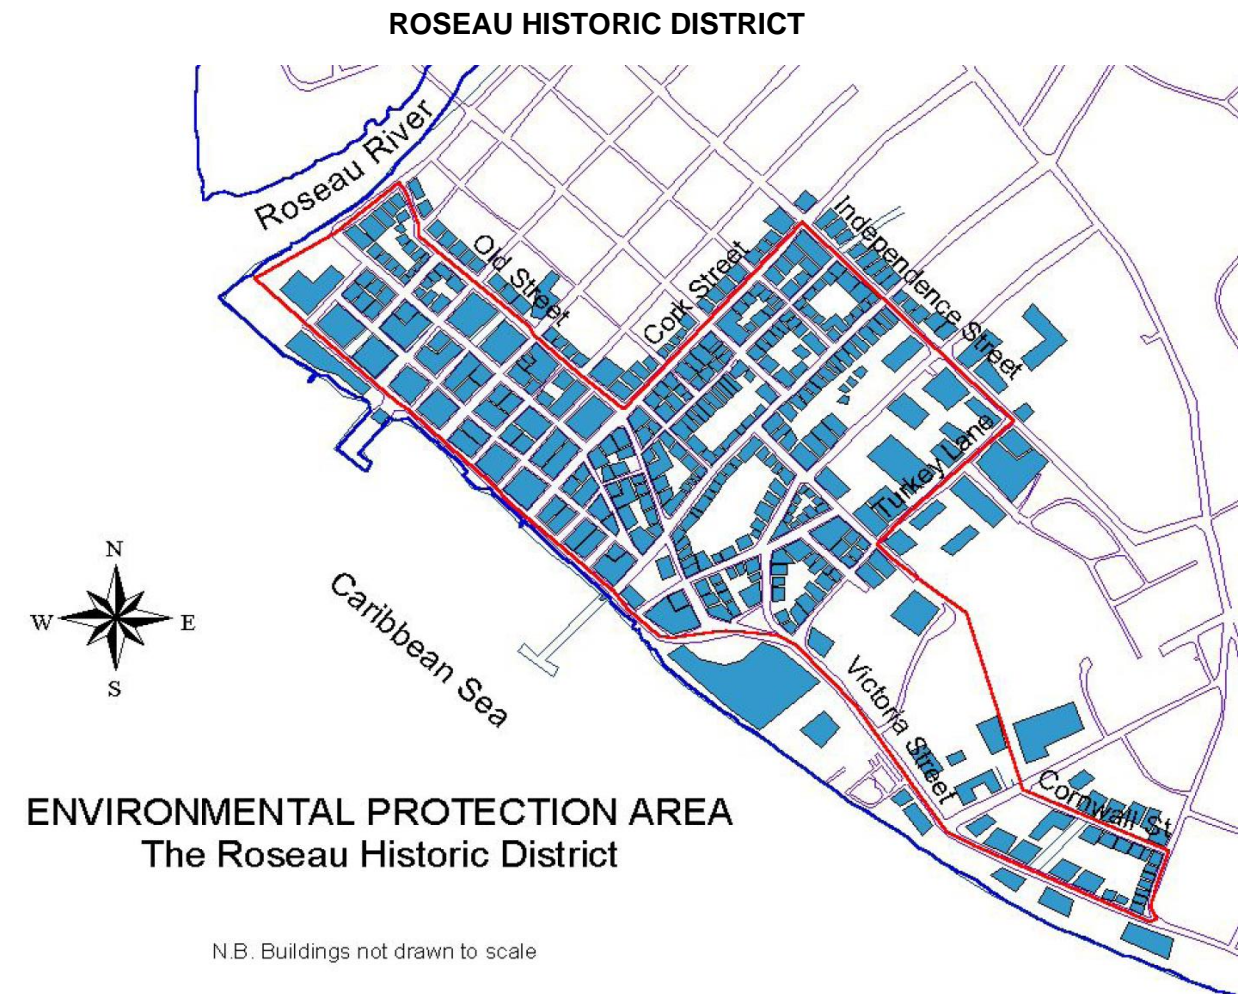 ROSEAU HISTORIC DISTRICT
Roseau River
Old Street
Cork Street
Independence Street
Turkey Lane
N
W
E
S
Caribbean Sea
Victoria Street
Cornwall St
ENVIRONMENTAL PROTECTION AREA
The Roseau Historic District
N.B. Buildings not drawn to scale